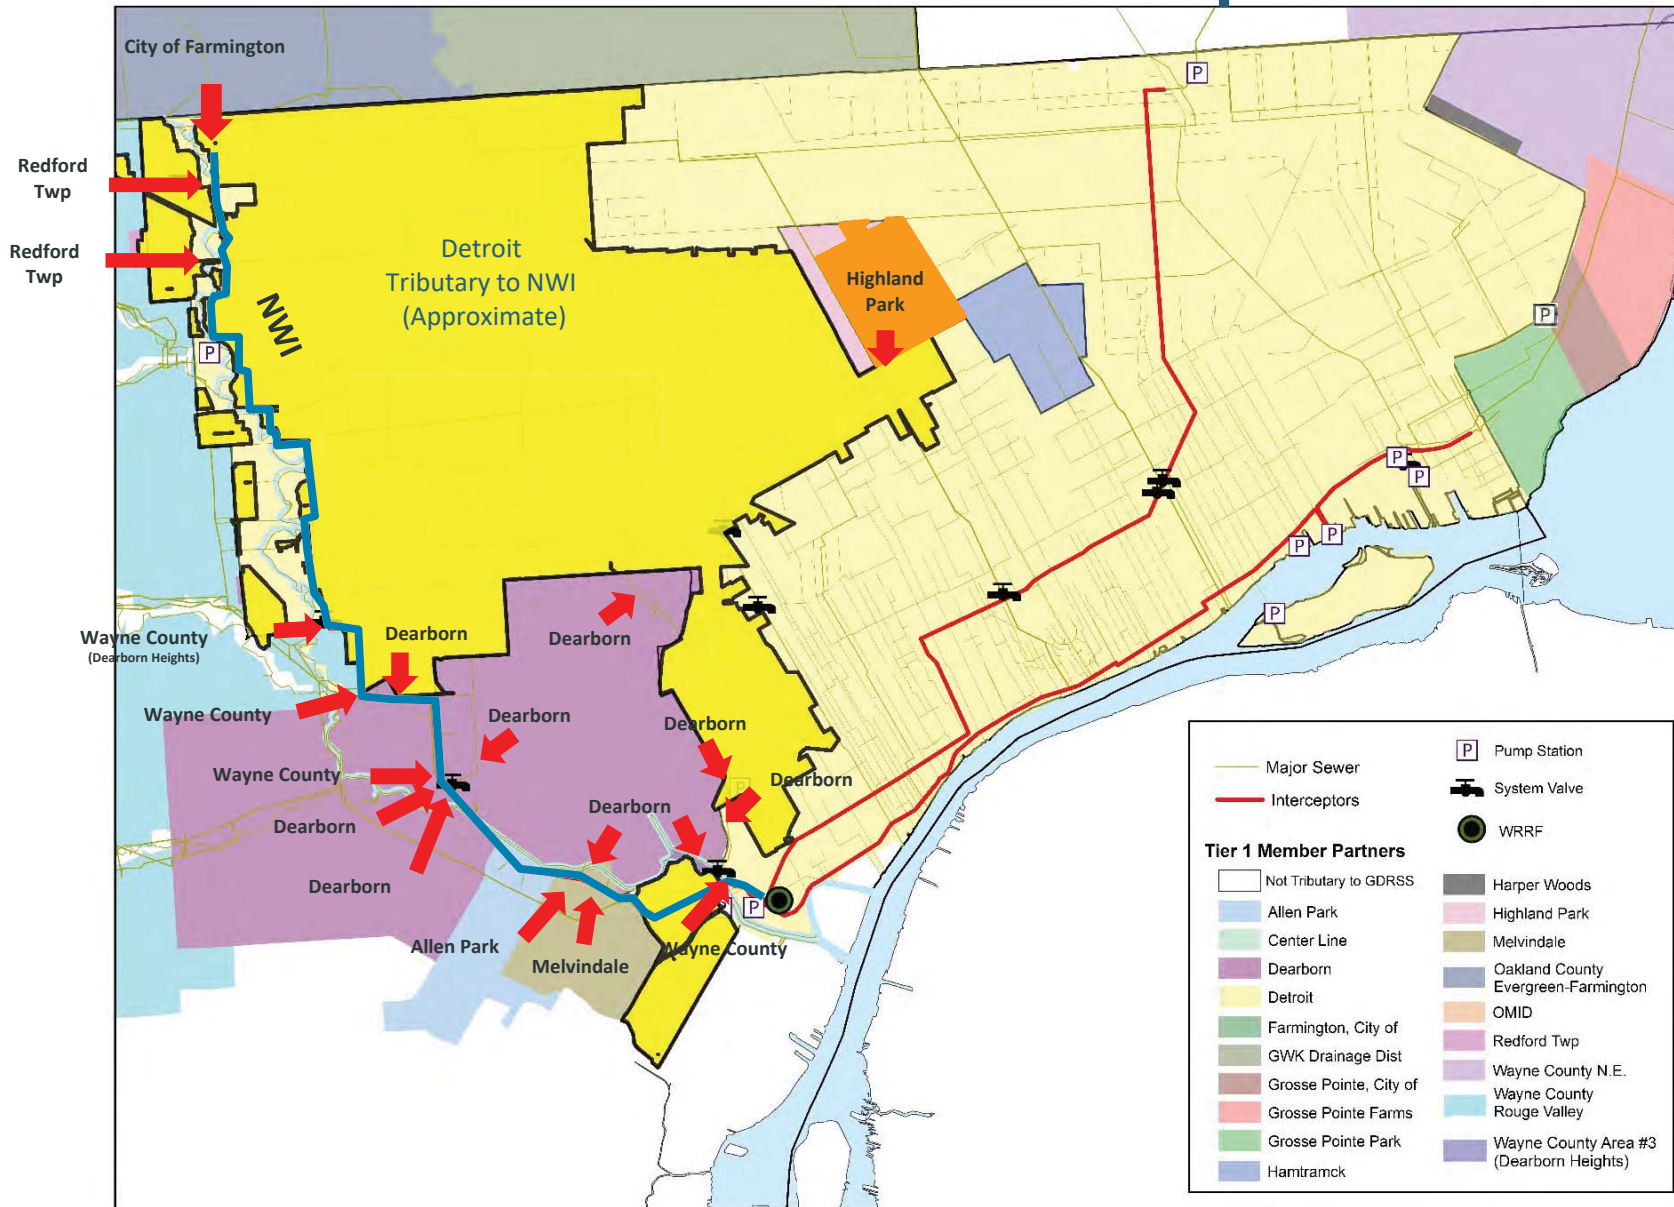 City of Farmington
P
Redford
Twp
Redford
Twp
Detroit
Tributary to NWI
(Approximate)
NWI
Highland
Park
P
P
P
P
P
P
P
Wayne County
(Dearborn Heights)
Dearborn
Dearborn
Wayne County
Dearborn
Dearborn
Wayne County
Dearborn
P
Dearborn
Dearborn
Dearborn
P
P
Allen Park
Wayne County
Melvindale
Major Sewer
Interceptors
P Pump Station
System Valve
WRRF
Tier 1 Member Partners
Not Tributary to GDRSS
Allen Park
Center Line
Dearborn
Detroit
Farmington, City of
GWK Drainage Dist
Grosse Pointe, City of
Grosse Pointe Farms
Grosse Pointe Park
Hamtramck
Harper Woods
Highland Park
Melvindale
Oakland County
Evergreen-Farmington
OMID
Redford Twp
Wayne County N.E.
Wayne County
Rouge Valley
Wayne County Area #3
(Dearborn Heights)